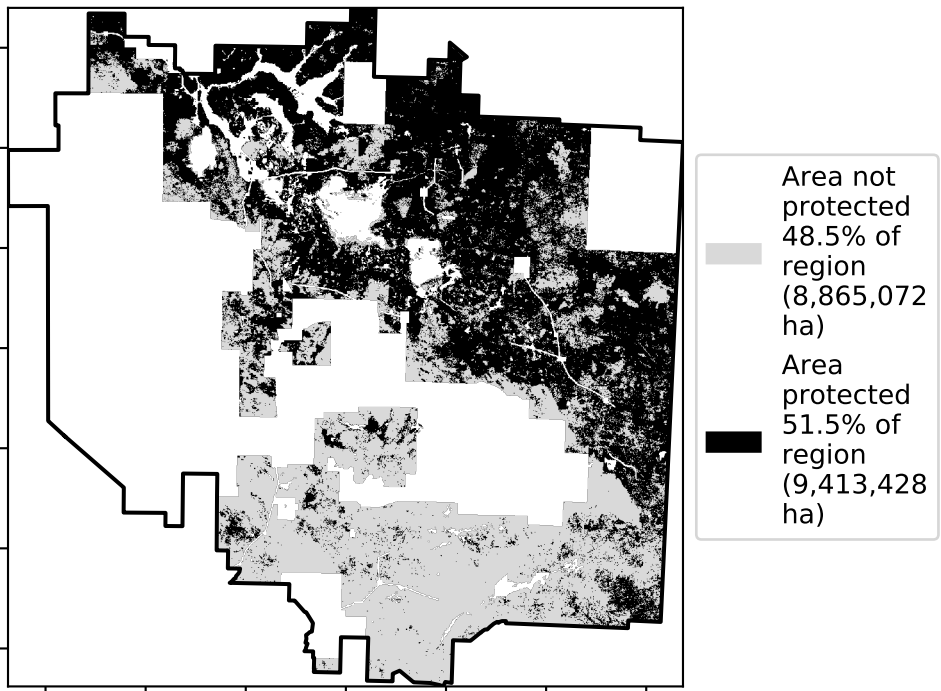 Area not
protected
48.5% of
region
(8,865,072
ha)
Area
protected
51.5% of
region
(9,413,428
ha)